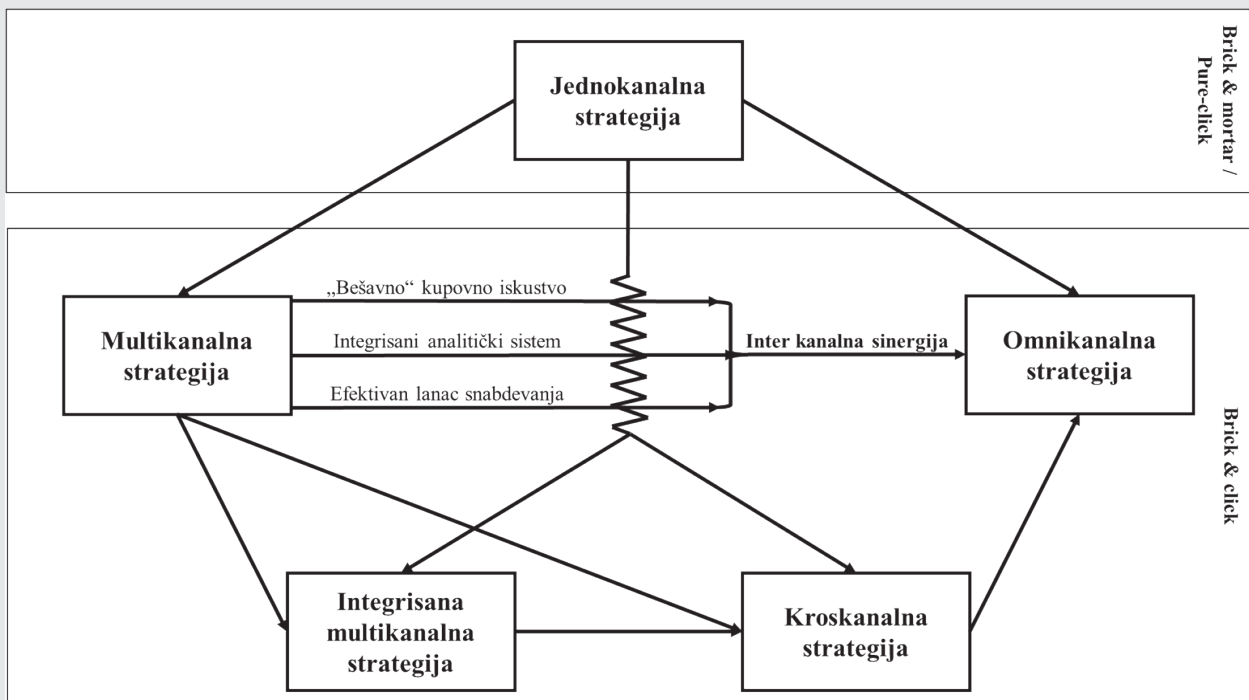 Jednokanalna
strategija
Brick & mortar /
Pure-click
„Bešavno“ kupovno iskustvo
Multikanalna
strategija
Integrisani analitički sistem
Inter kanalna sinergija
Omnikanalna
strategija
Efektivan lanac snabdevanja
Brick & click
Integrisana
multikanalna
strategija
Kroskanalna
strategija